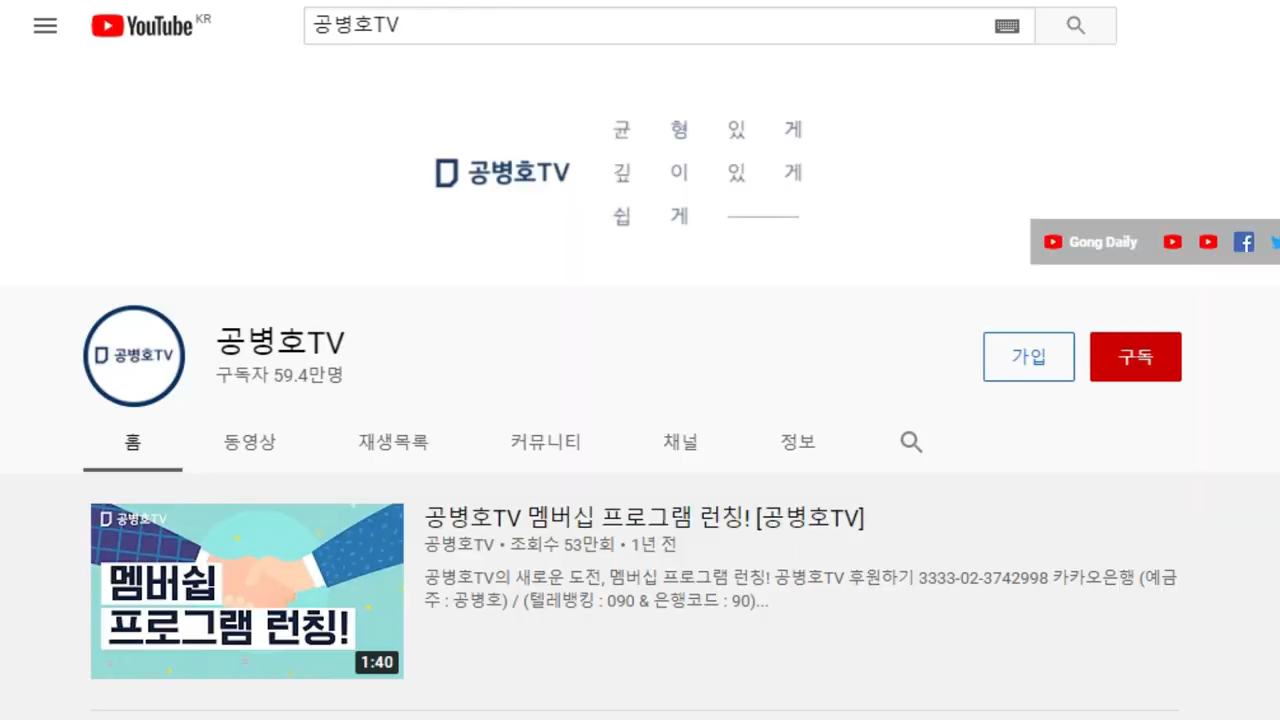 YouTube KR
공병호TV
공병호TV
균 형 있 게
깊 이 있 게
쉽 게
Gong Daily
공병호TV
공병호TV
구독자 59.4만명
가입
구독
홈
동영상
재생목록
커뮤니티
채널
정보
공병호TV
멤버쉽
프로그램 런칭!
1:40
공병호TV 멤버십 프로그램 런칭! [공병호TV]
공병호TV • 조회수 53만회 • 1년 전
공병호TV의 새로운 도전, 멤버십 프로그램 런칭! 공병호TV 후원하기 3333-02-3742998 카카오은행 (예금
주 : 공병호) / (텔레뱅킹 : 090 & 은행코드 : 90)...